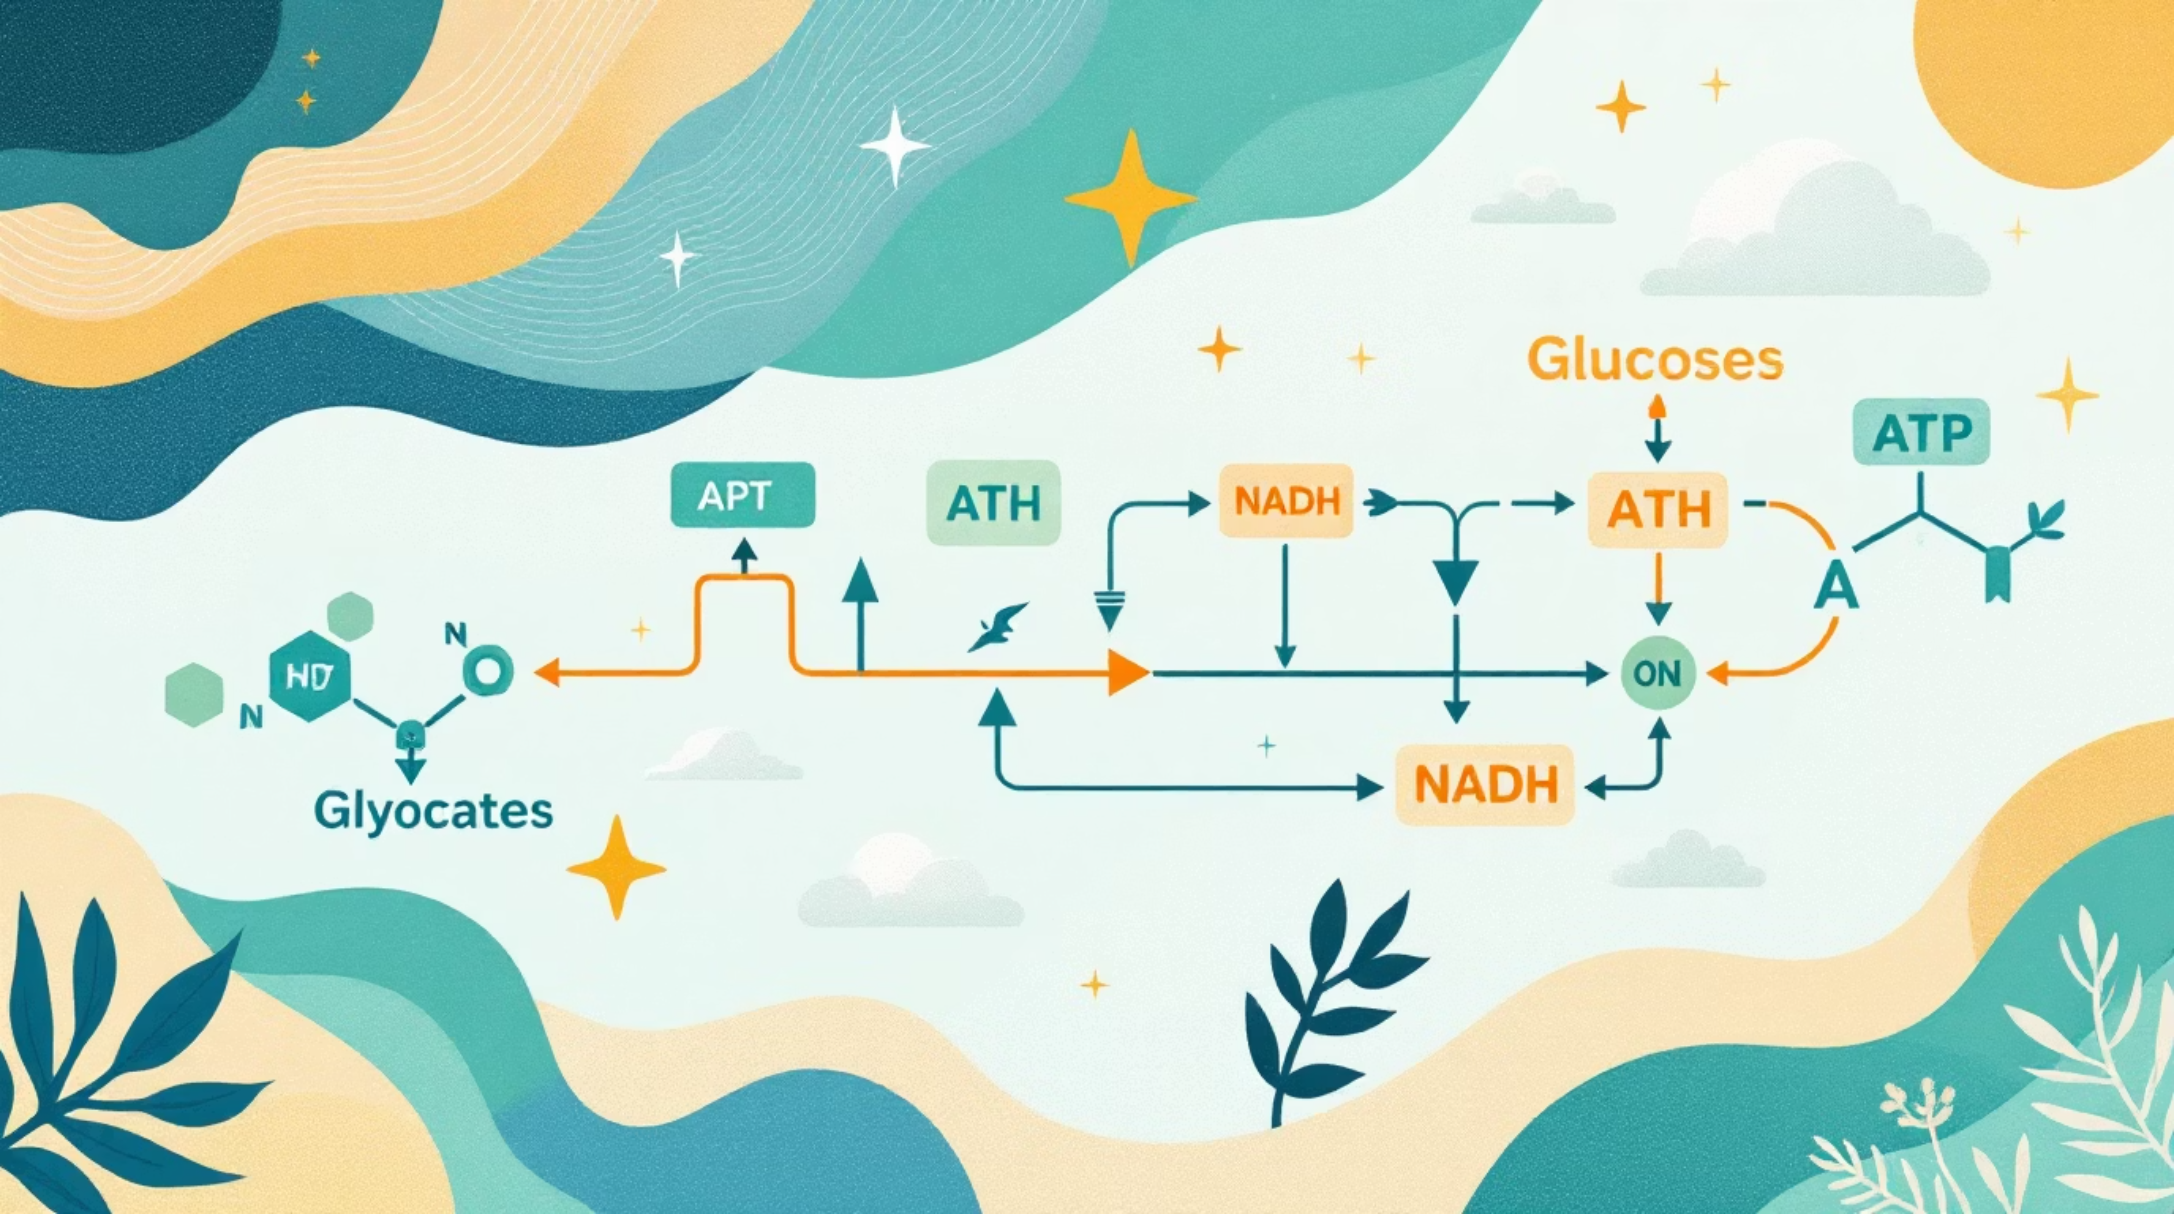 Glucoses
ATP
APT
ATH
NADH
ATH
A
N
HD
O
N
ON
NADH
Glyocates